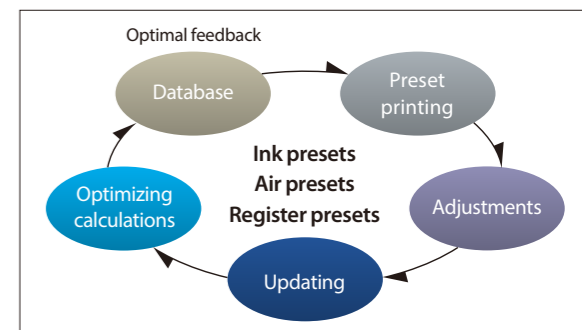 Optimal feedback
Database
Preset
printing
Ink presets
Air presets
Register presets
Optimizing
calculations
Adjustments
Updating